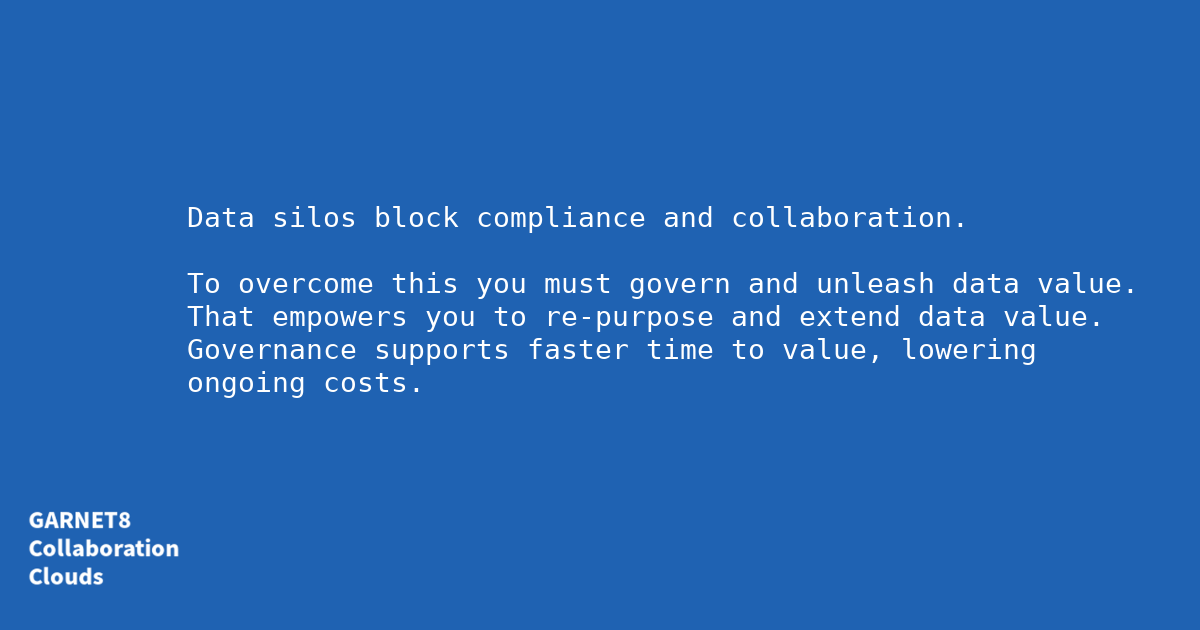 Data silos block compliance and collaboration.
To overcome this you must govern and unleash data value.
That empowers you to re-purpose and extend data value.
Governance supports faster time to value, lowering
ongoing costs.
GARNET8
Collaboration
Clouds